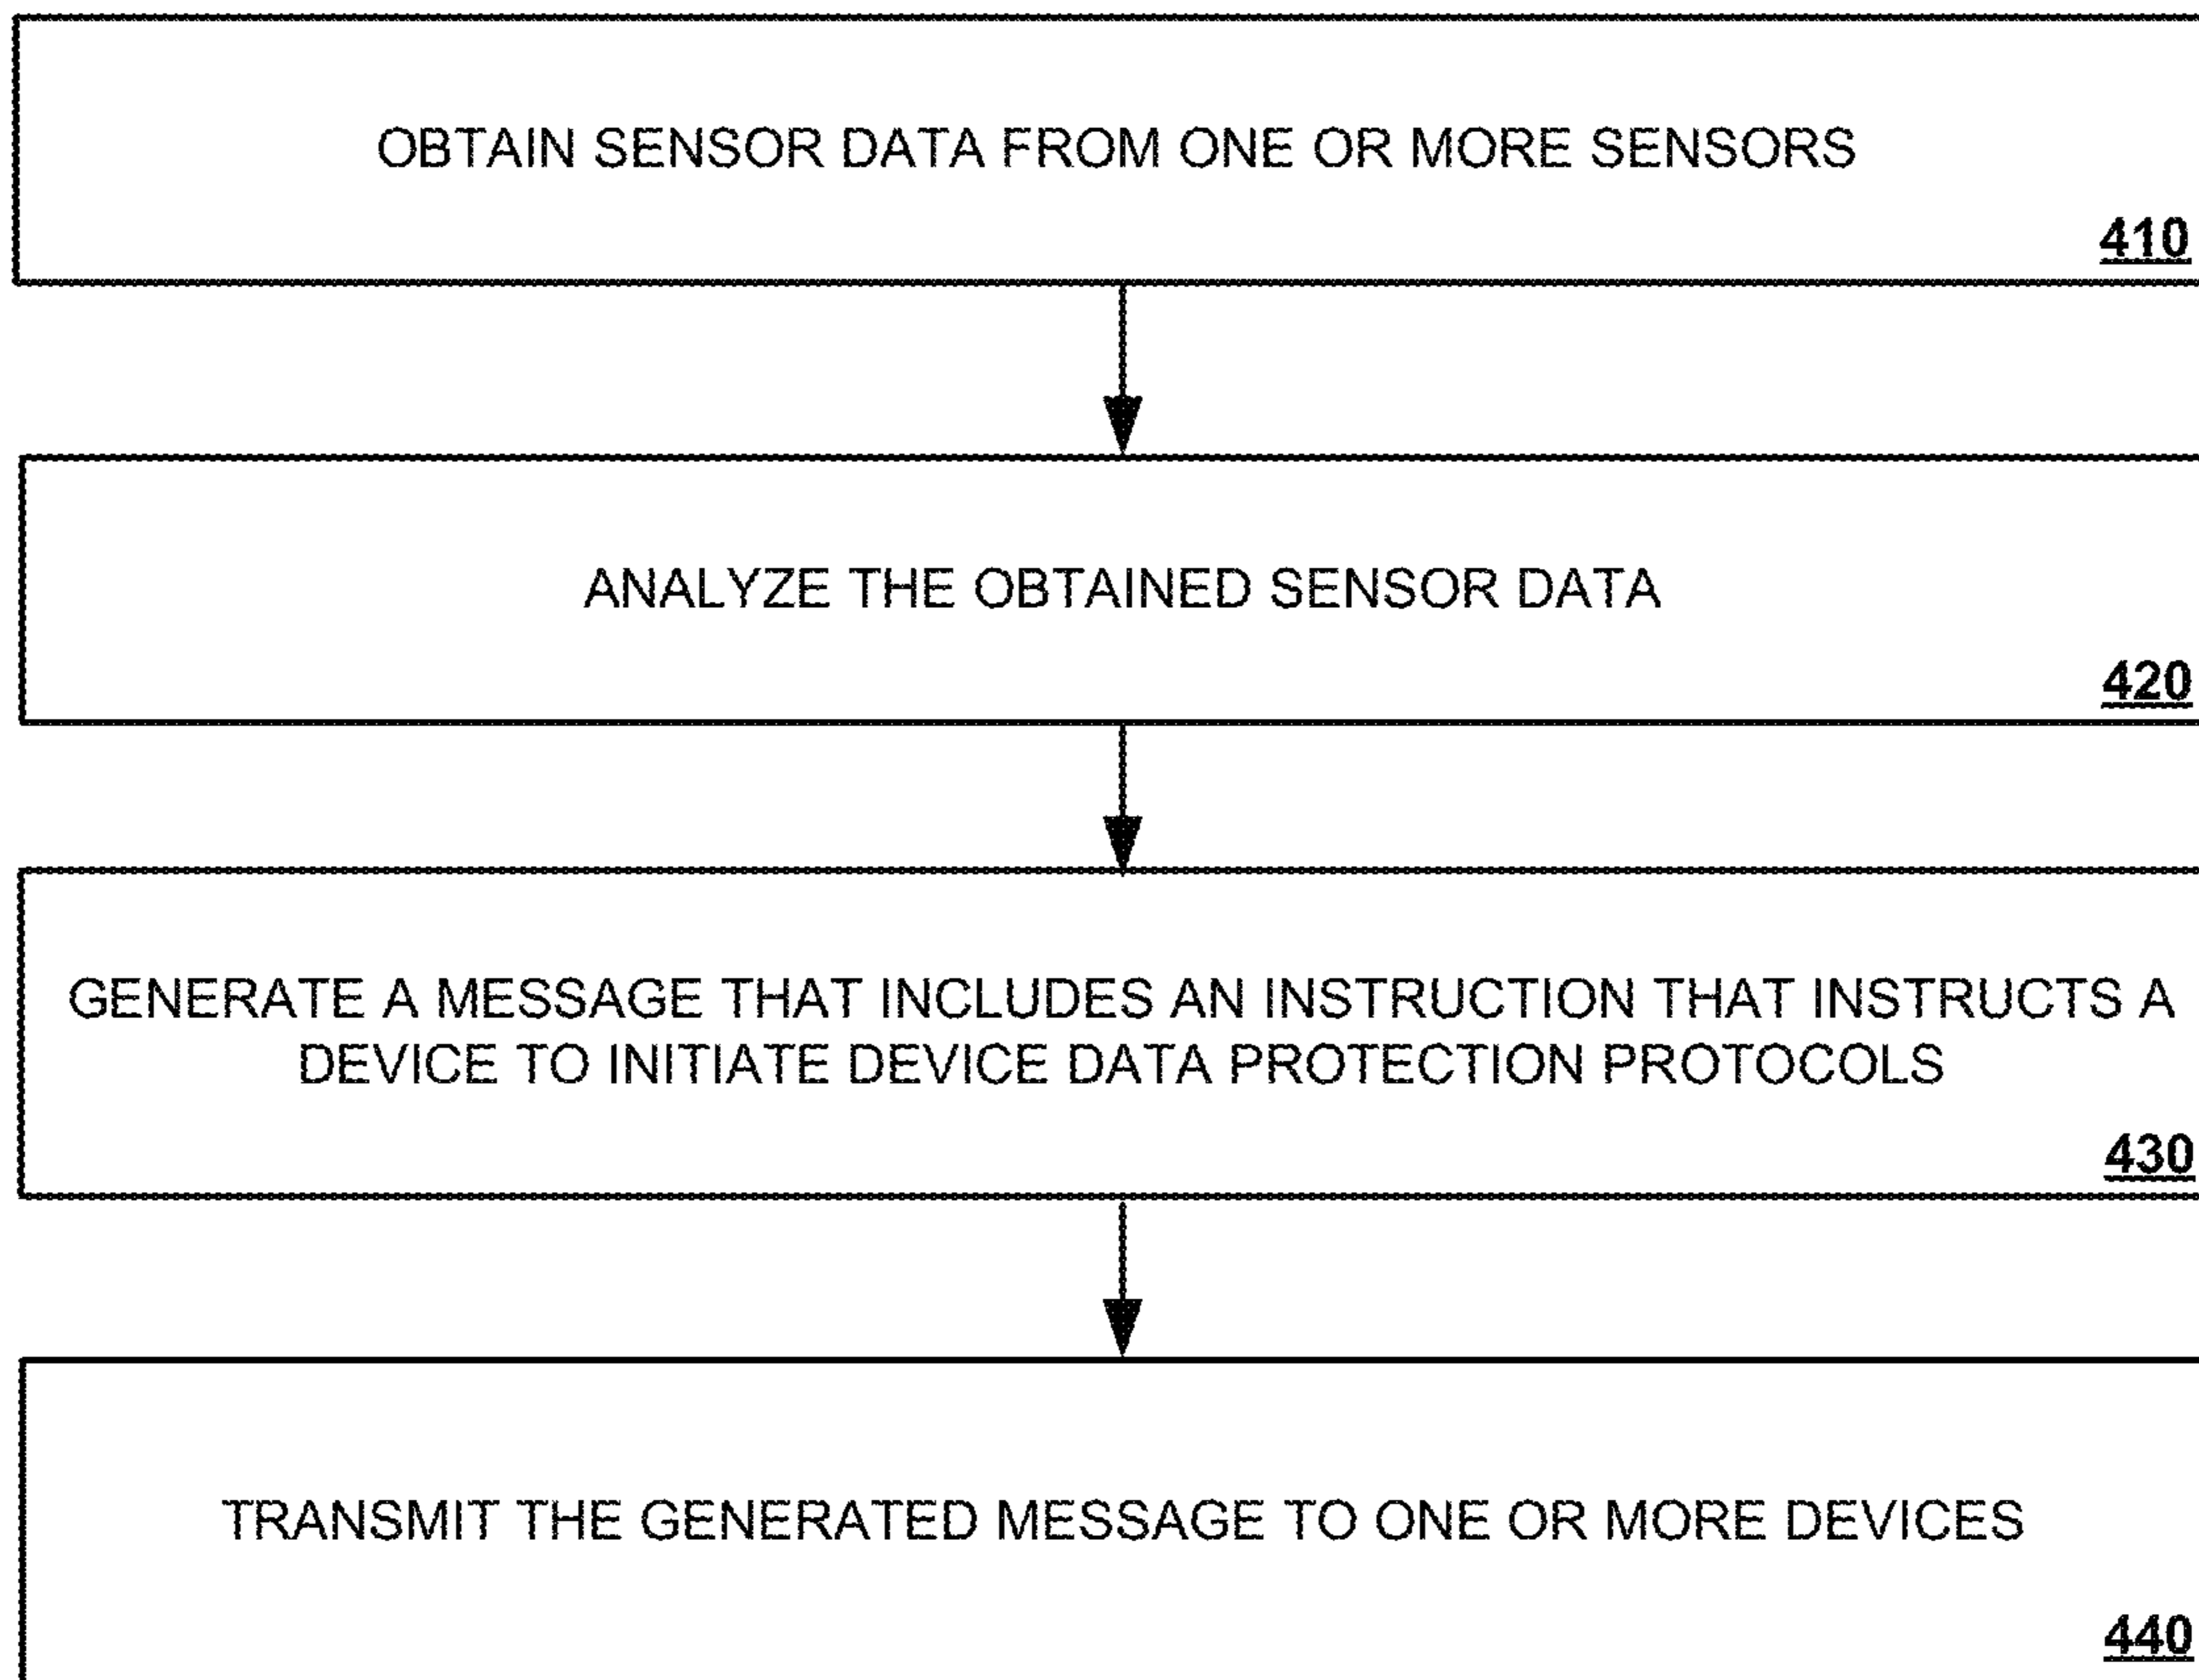 OBTAIN SENSOR DATA FROM ONE OR MORE SENSORS
410
ANALYZE THE OBTAINED SENSOR DATA
420
GENERATE A MESSAGE THAT INCLUDES AN INSTRUCTION THAT INSTRUCTS A
DEVICE TO INITIATE DEVICE DATA PROTECTION PROTOCOLS
430
TRANSMIT THE GENERATED MESSAGE TO ONE OR MORE DEVICES
440